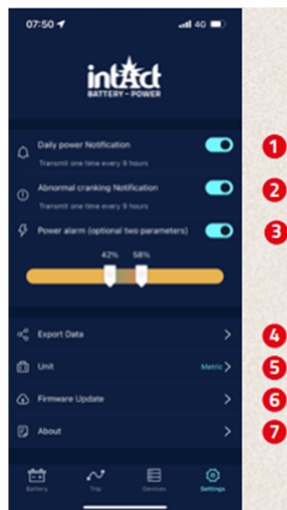 07:50
4G
intAct
BATTERY-POWER
Daily power Notification
Transmit one time every 9 hours
1
Abnormal cranking Notification
Transmit one time every 9 hours
2
Power alarm (optional two parameters)
3
42% 58%
Export Data
4
Unit Metric
5
Firmware Update
6
About
7
Battery Trip Devices Settings